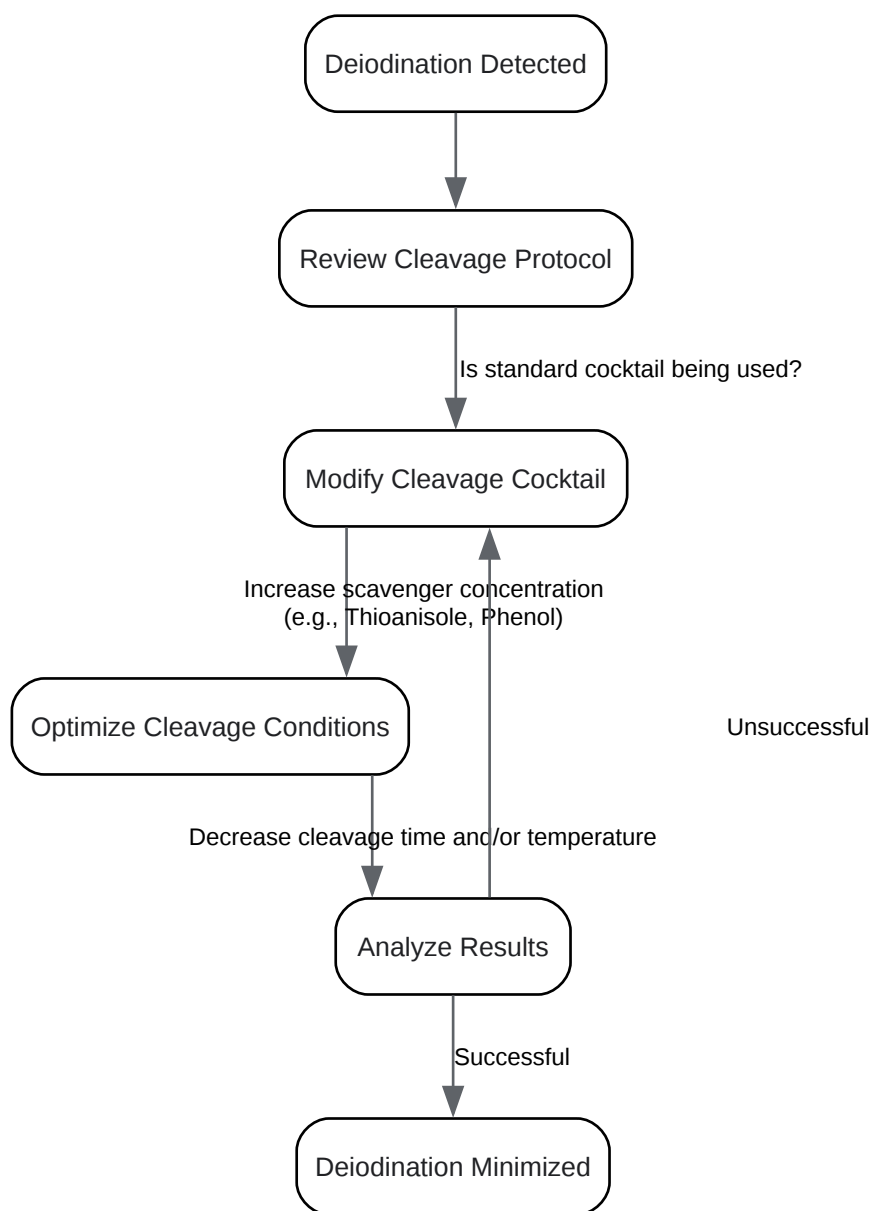 Deiodination Detected
Review Cleavage Protocol
Is standard cocktail being used?
Modify Cleavage Cocktail
Increase scavenger concentration
(e.g., Thioanisole, Phenol)
Optimize Cleavage Conditions
Unsuccessful
Decrease cleavage time and/or temperature
Analyze Results
Successful
Deiodination Minimized